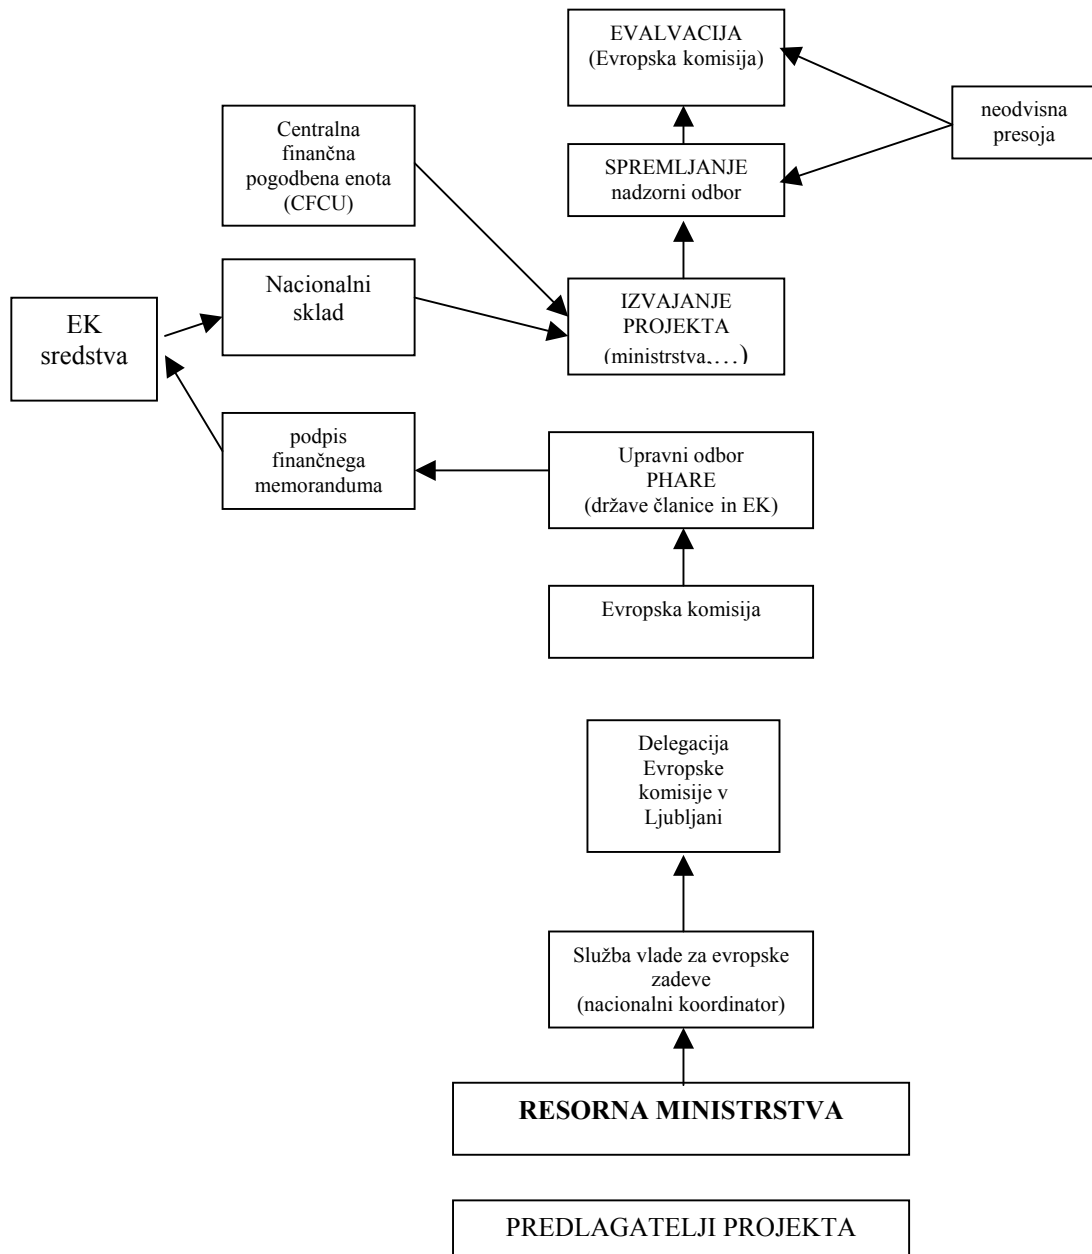 EVALVACIJA
(Evropska komisija)
neodvisna
presoja
Centralna
finančna
pogodbena enota
(CFCU)
SPREMLJANJE
nadzorni odbor
Nacionalni
sklad
EK
sredstva
IZVAJANJE
PROJEKTA
(ministrstva,…)
podpis
finančnega
memoranduma
Upravni odbor
PHARE
(države članice in EK)
Evropska komisija
Delegacija
Evropske
komisije v
Ljubljani
Služba vlade za evropske
zadeve
(nacionalni koordinator)
RESORNA MINISTRSTVA
PREDLAGATELJI PROJEKTA